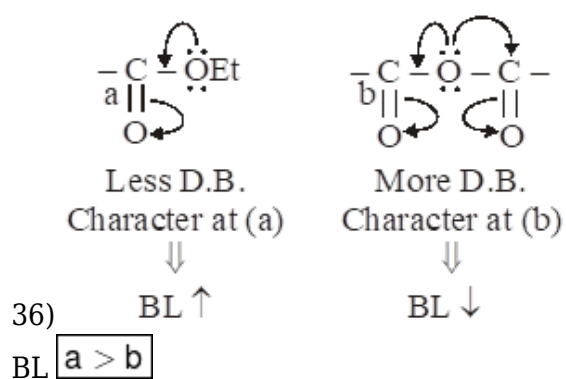 – C – ÖEt
a
O
– C – O – C –
b
O O
Less D.B.
Character at (a)
⇓
BL ↑
More D.B.
Character at (b)
⇓
BL ↓
36)
BL a > b